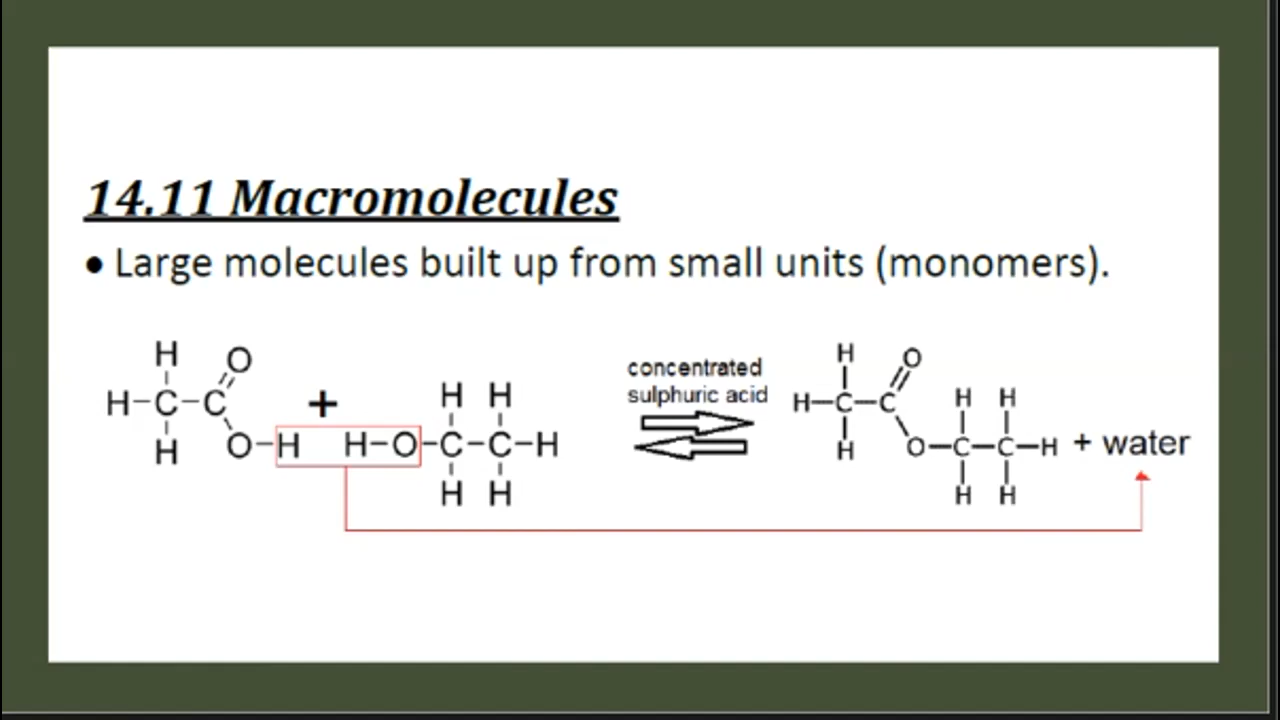 14.11 Macromolecules
• Large molecules built up from small units (monomers).
H O H O
H-C-C + H H concentrated sulphuric acid H-C-C H H
H O-H H-O-C-C-H H O-C-C-H + water
H H H H